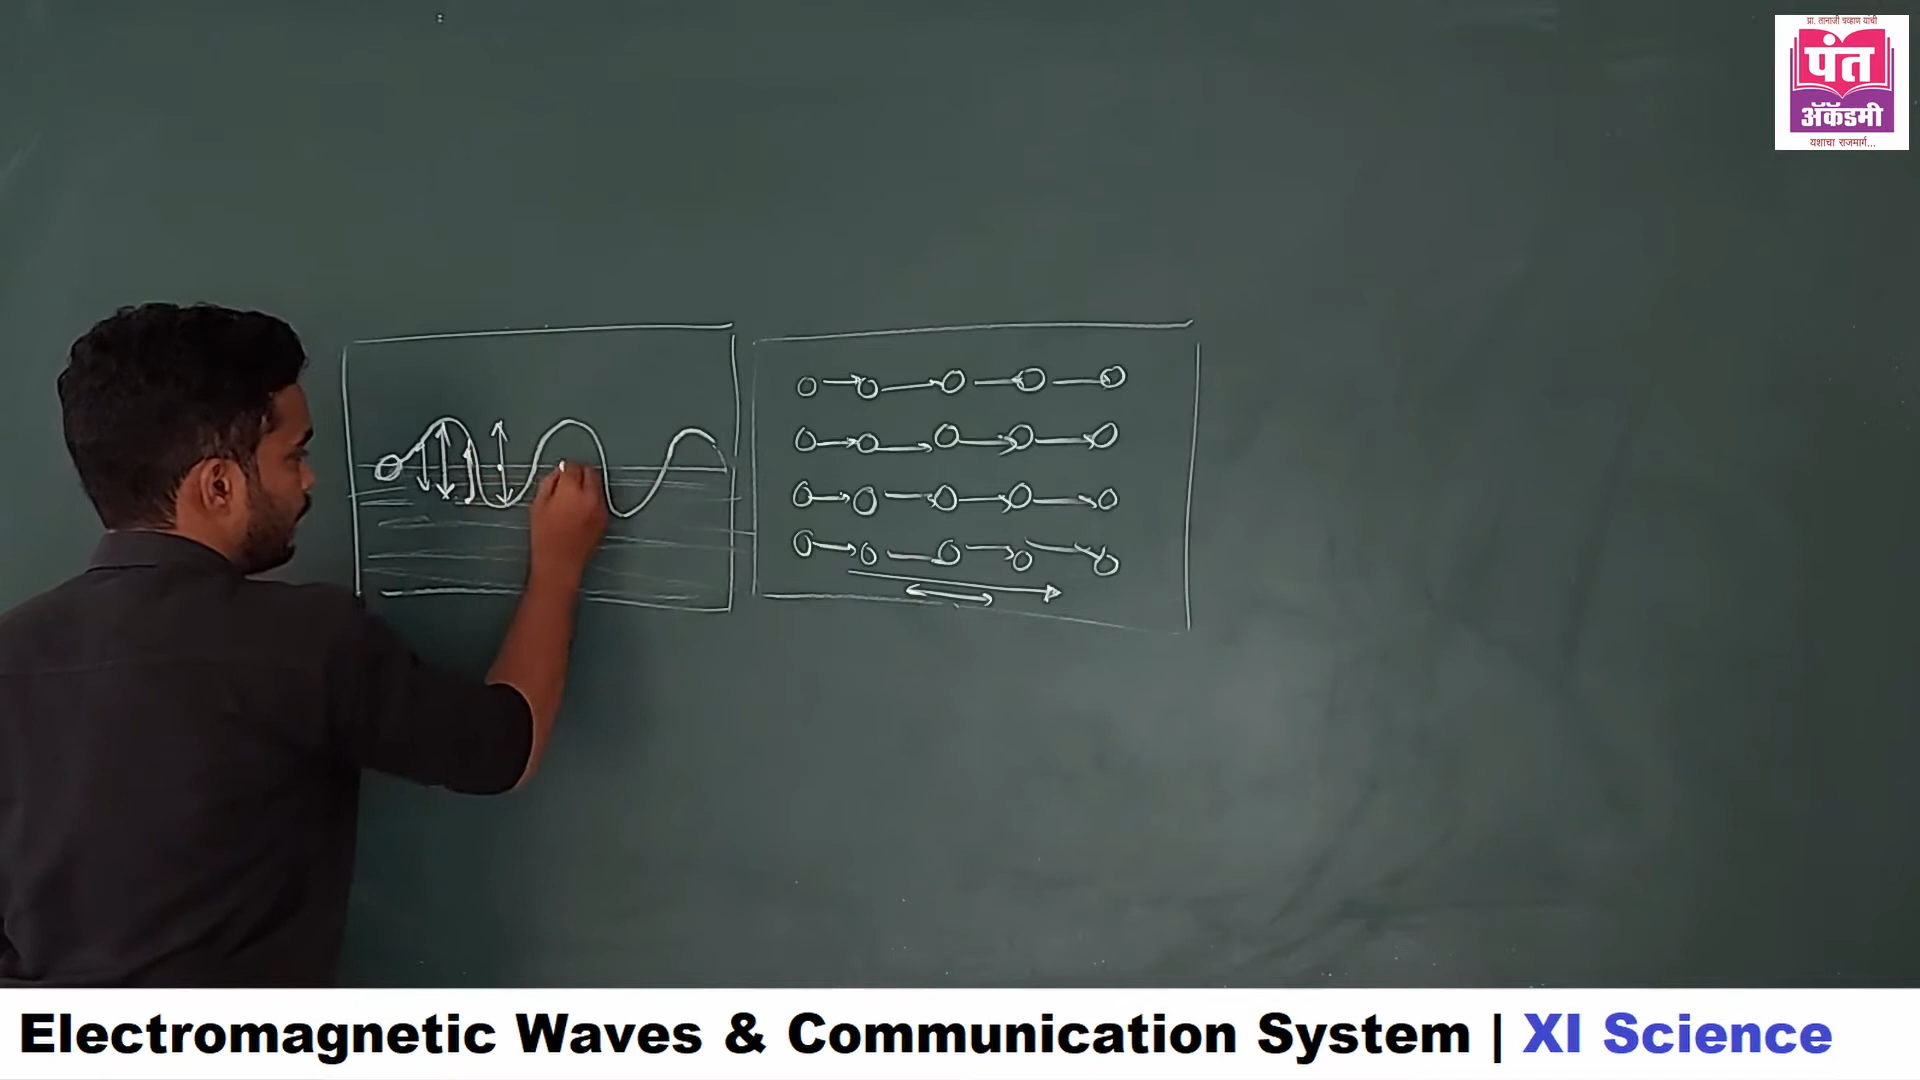 प्रा. तानाजी चव्हाण यांची
पंत
अ‍ॅकॅडमी
यशाचा राजमार्ग...
Electromagnetic Waves & Communication System | XI Science